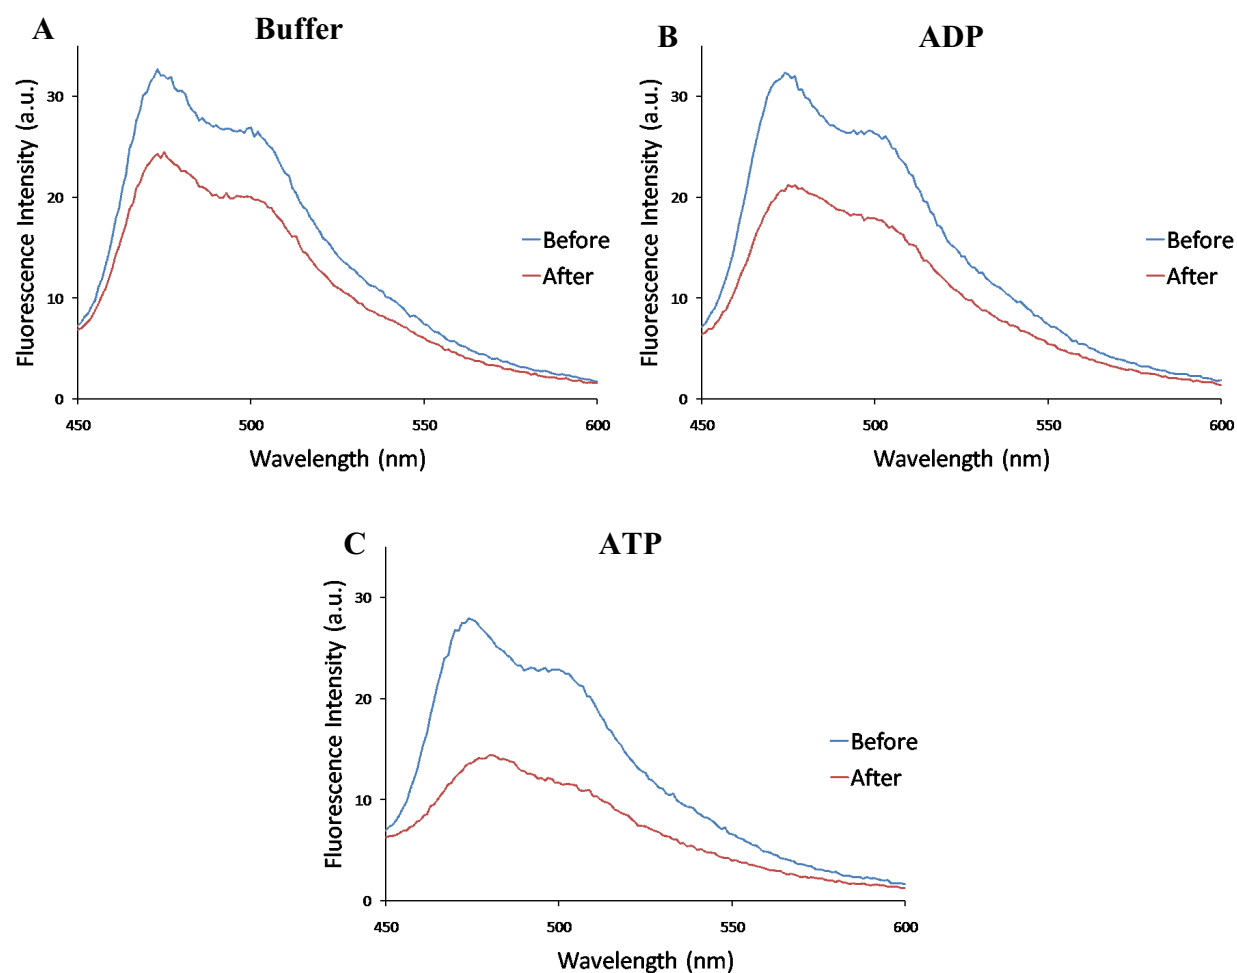 A Buffer
Fluorescence Intensity (a.u.)
30
20
10
0
450 500 550 600
Wavelength (nm)
Before
After
B ADP
Fluorescence Intensity (a.u.)
30
20
10
0
450 500 550 600
Wavelength (nm)
Before
After
C ATP
Fluorescence Intensity (a.u.)
30
20
10
0
450 500 550 600
Wavelength (nm)
Before
After